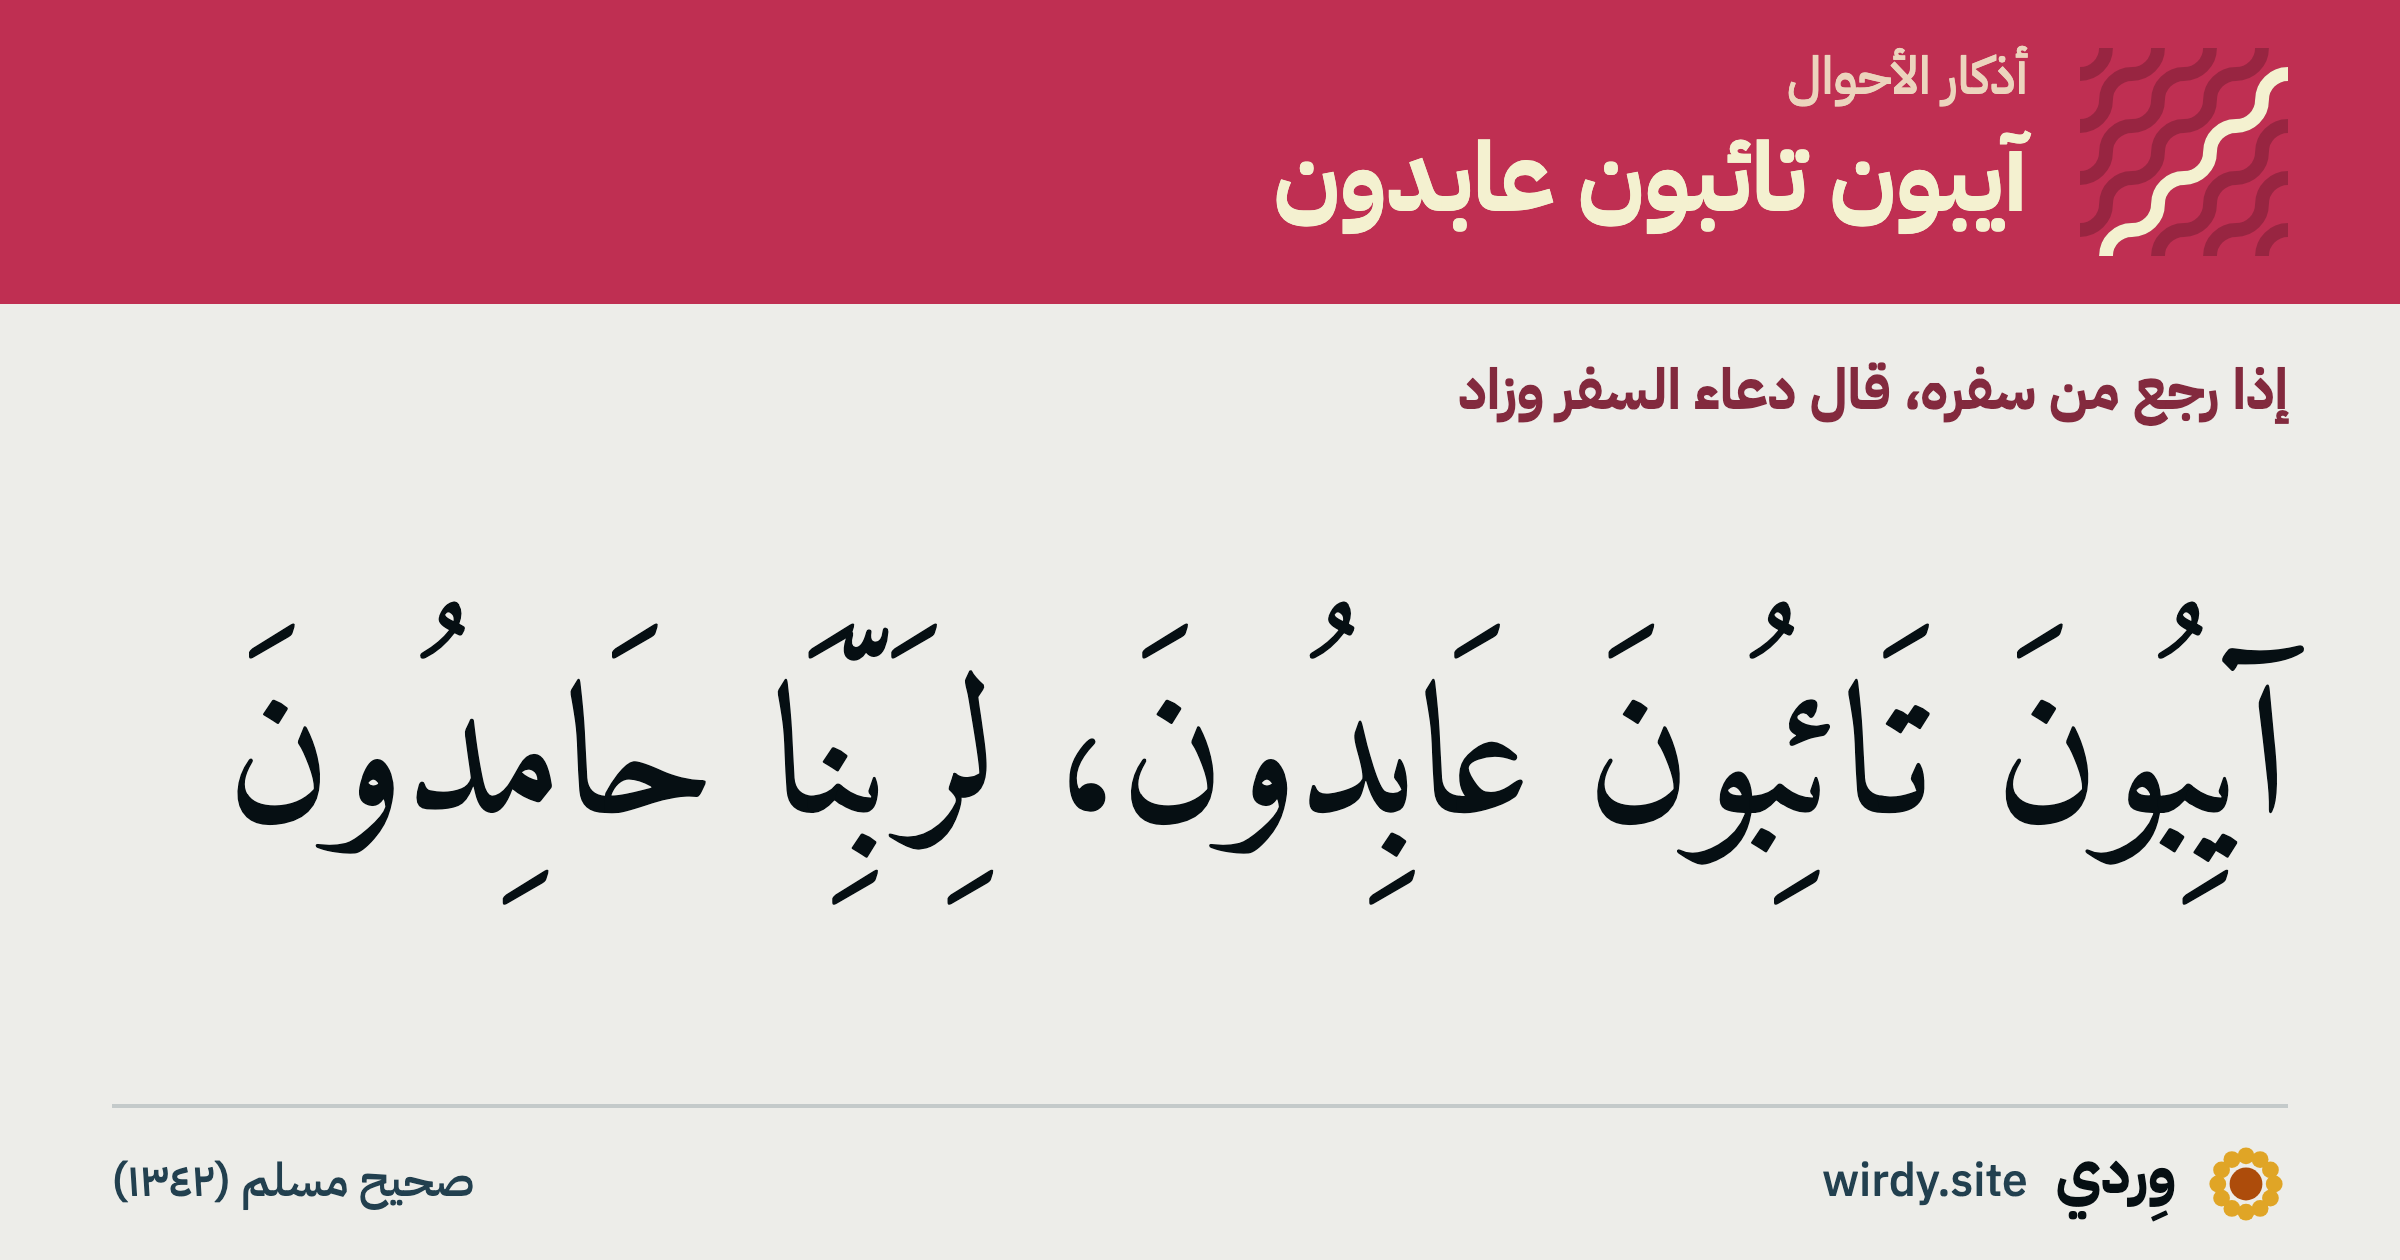 أذكار الأحوال
آيبون تائبون عابدون
إذا رجع من سفره، قال دعاء السفر وزاد
آيِبُونَ تَائِبُونَ عَابِدُونَ، لِرَبِّنَا حَامِدُونَ
وِردي wirdy.site
صحيح مسلم (١٣٤٢)